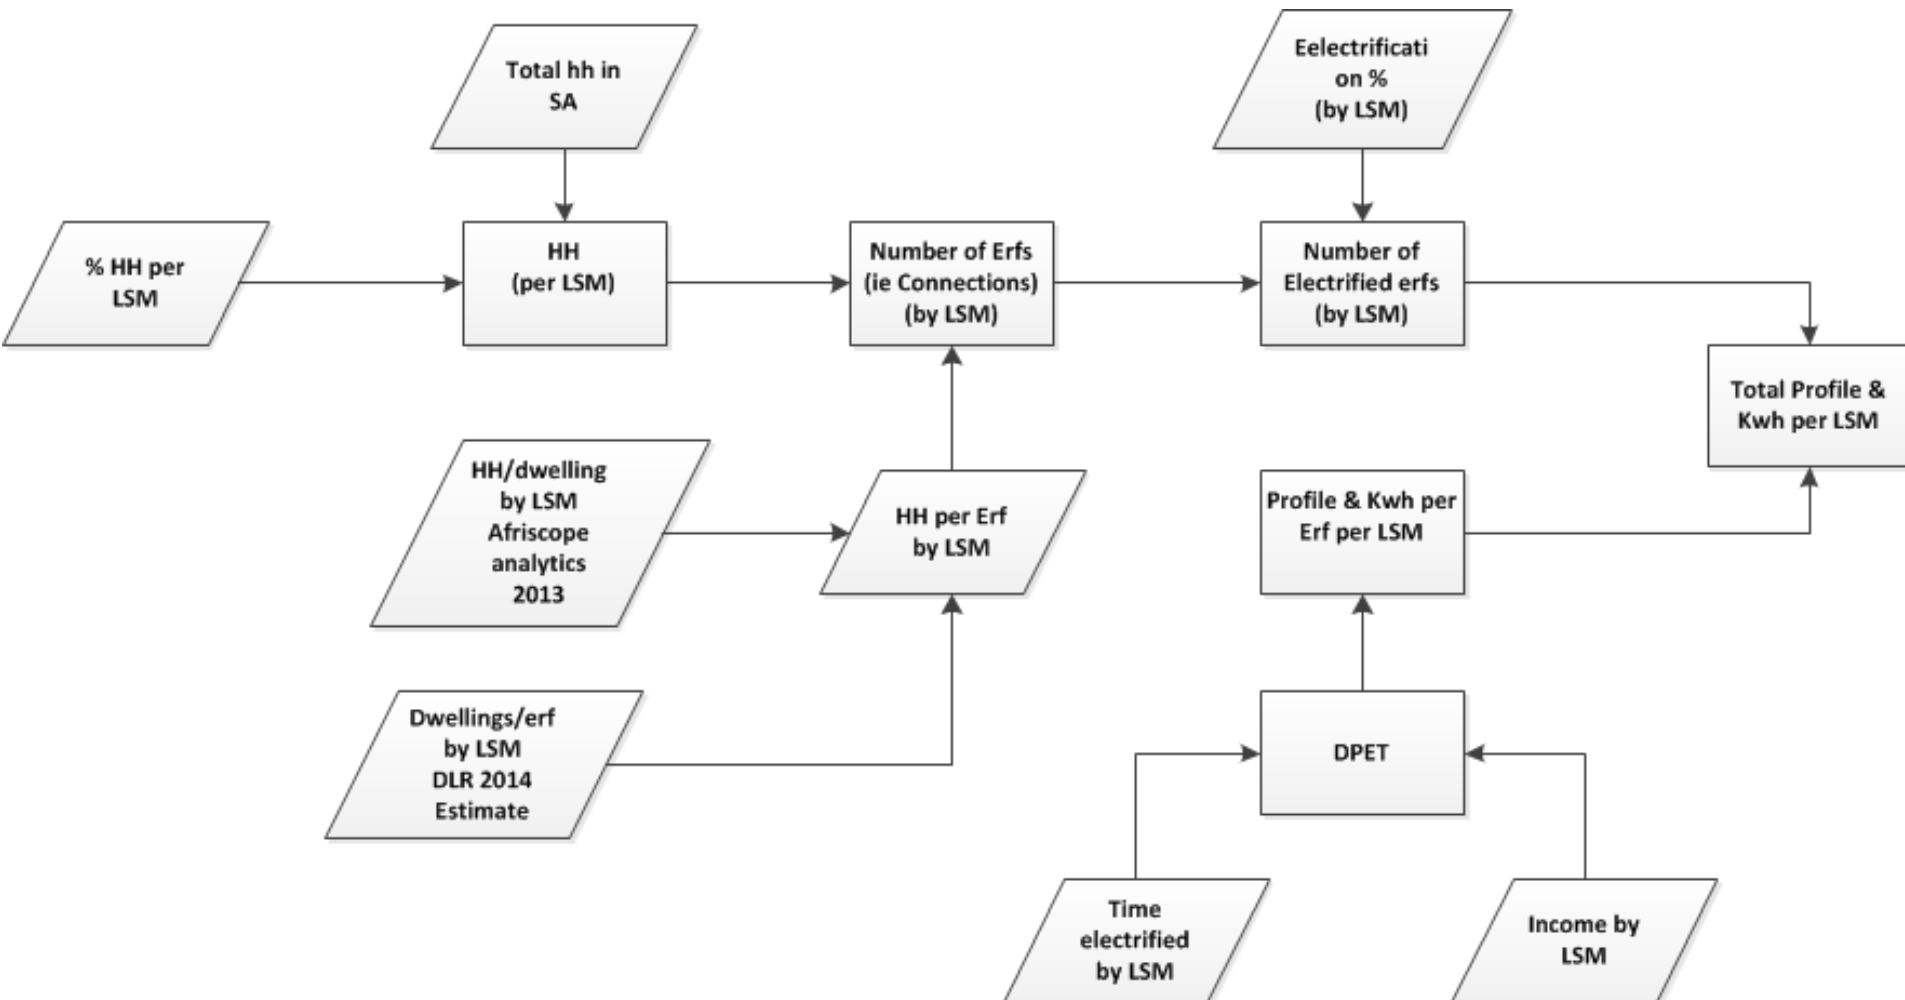 Total hh in
SA
Eelectrificati
on %
(by LSM)
% HH per
LSM
HH
(per LSM)
Number of Erfs
(ie Connections)
(by LSM)
Number of
Electrified erfs
(by LSM)
Total Profile &
Kwh per LSM
HH/dwelling
by LSM
Afriscope
analytics
2013
HH per Erf
by LSM
Profile & Kwh per
Erf per LSM
Dwellings/erf
by LSM
DLR 2014
Estimate
DPET
Time
electrified
by LSM
Income by
LSM